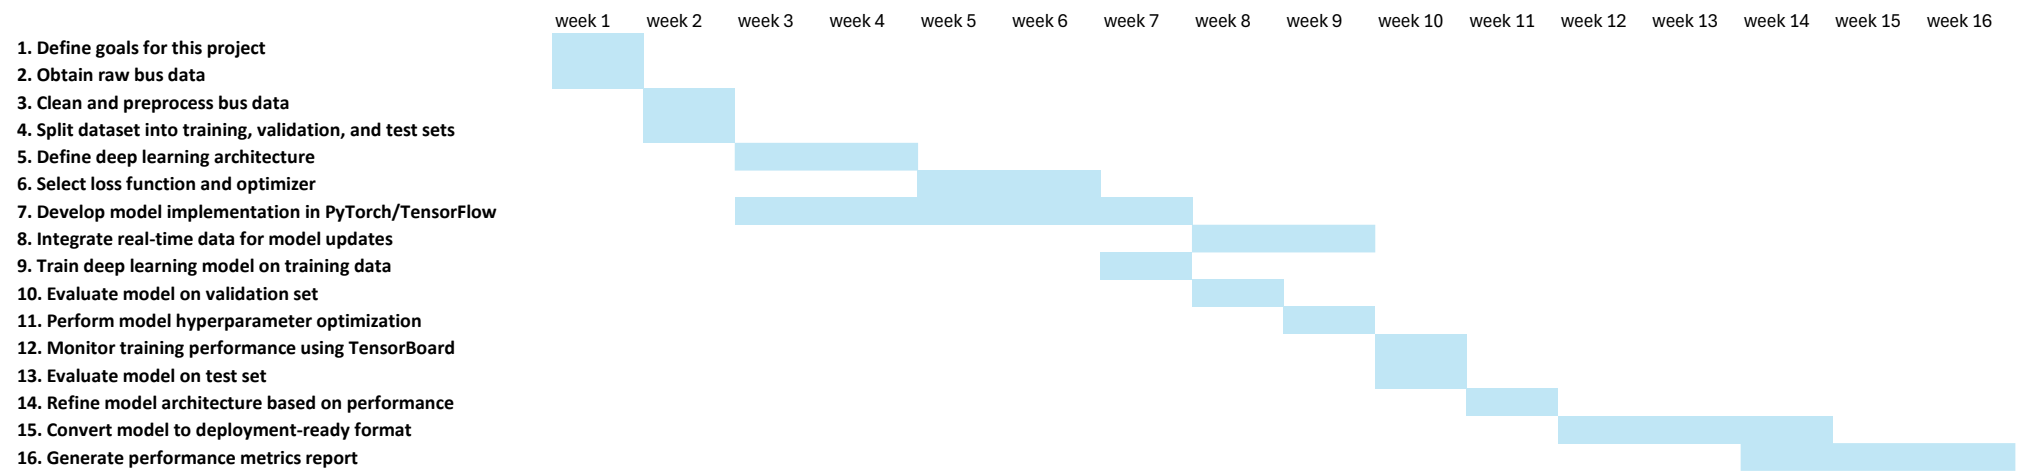 week 1 week 2 week 3 week 4 week 5 week 6 week 7 week 8 week 9 week 10 week 11 week 12 week 13 week 14 week 15 week 16
1. Define goals for this project
2. Obtain raw bus data
3. Clean and preprocess bus data
4. Split dataset into training, validation, and test sets
5. Define deep learning architecture
6. Select loss function and optimizer
7. Develop model implementation in PyTorch/TensorFlow
8. Integrate real-time data for model updates
9. Train deep learning model on training data
10. Evaluate model on validation set
11. Perform model hyperparameter optimization
12. Monitor training performance using TensorBoard
13. Evaluate model on test set
14. Refine model architecture based on performance
15. Convert model to deployment-ready format
16. Generate performance metrics report